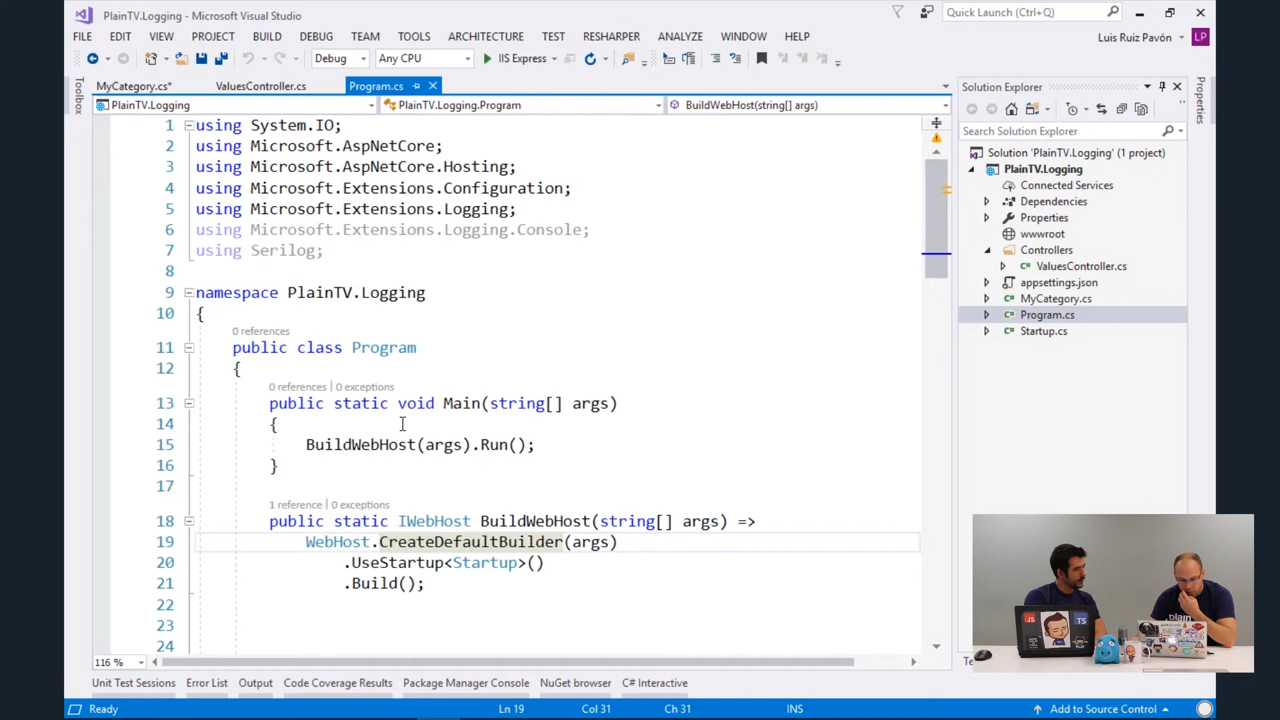 PlainTV.Logging - Microsoft Visual Studio
Quick Launch (Ctrl+Q)
FILE EDIT VIEW PROJECT BUILD DEBUG TEAM TOOLS ARCHITECTURE TEST RESHARPER ANALYZE WINDOW HELP
Luis Ruiz Pavón LP
Debug Any CPU IIS Express
Toolbox
MyCategory.cs* ValuesController.cs Program.cs
PlainTV.Logging PlainTV.Logging.Program BuildWebHost(string[] args)
1 using System.IO;
2 using Microsoft.AspNetCore;
3 using Microsoft.AspNetCore.Hosting;
4 using Microsoft.Extensions.Configuration;
5 using Microsoft.Extensions.Logging;
6 using Microsoft.Extensions.Logging.Console;
7 using Serilog;
8
9 namespace PlainTV.Logging
10 {
0 references
11 public class Program
12 {
0 references | 0 exceptions
13 public static void Main(string[] args)
14 {
15 BuildWebHost(args).Run();
16 }
17
1 reference | 0 exceptions
18 public static IWebHost BuildWebHost(string[] args) =>
19 WebHost.CreateDefaultBuilder(args)
20 .UseStartup<Startup>()
21 .Build();
22
23
24
116 %
Solution Explorer
Search Solution Explorer
Solution 'PlainTV.Logging' (1 project)
PlainTV.Logging
Connected Services
Dependencies
Properties
wwwroot
Controllers
ValuesController.cs
appsettings.json
MyCategory.cs
Program.cs
Startup.cs
Properties
JS
TS
.plain
Unit Test Sessions Error List Output Code Coverage Results Package Manager Console NuGet browser C# Interactive
Ready Ln 19 Col 31 Ch 31 INS Add to Source Control